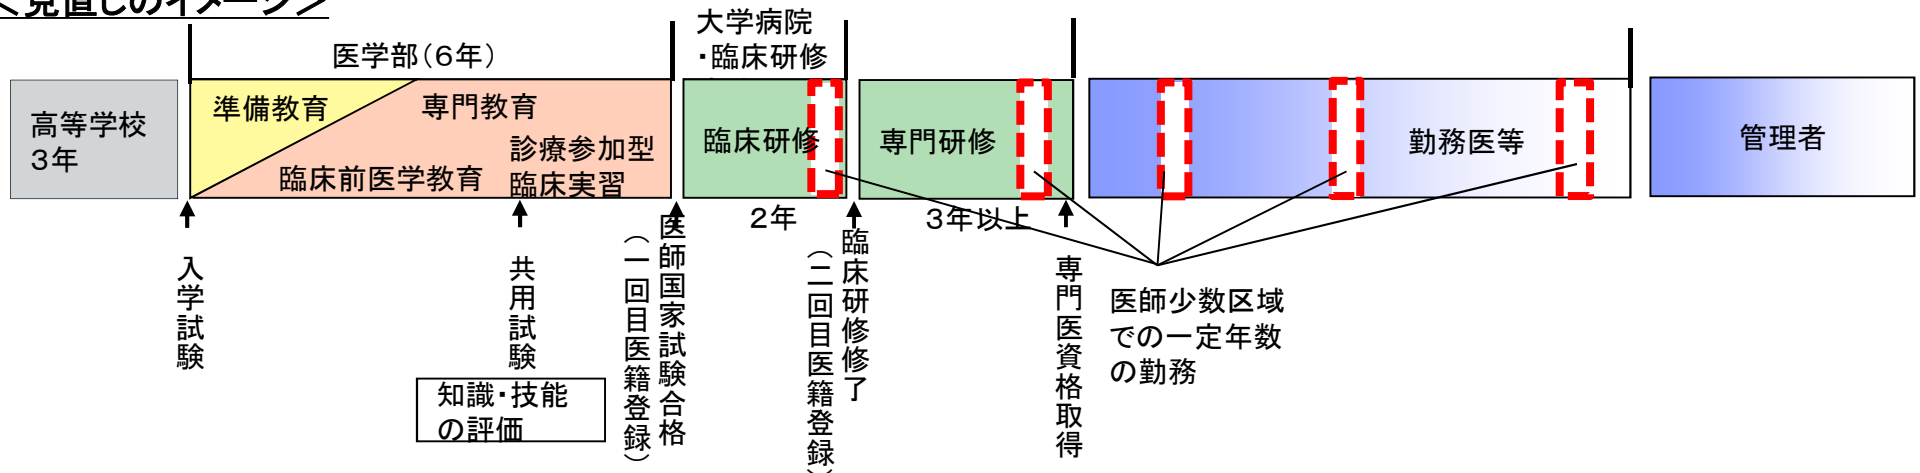 ＜見直しのイメージ＞
医学部（６年）
大学病院
・臨床研修
高等学校
３年
準備教育
専門教育
臨床前医学教育
診療参加型
臨床実習
臨床研修
専門研修
勤務医等
管理者
２年
３年以上
入学試験
共用試験
知識・技能
の評価
医師国家試験合格
（一回目医籍登録）
臨床研修修了
（二回目医籍登録）
専門医資格取得
医師少数区域
での一定年数
の勤務